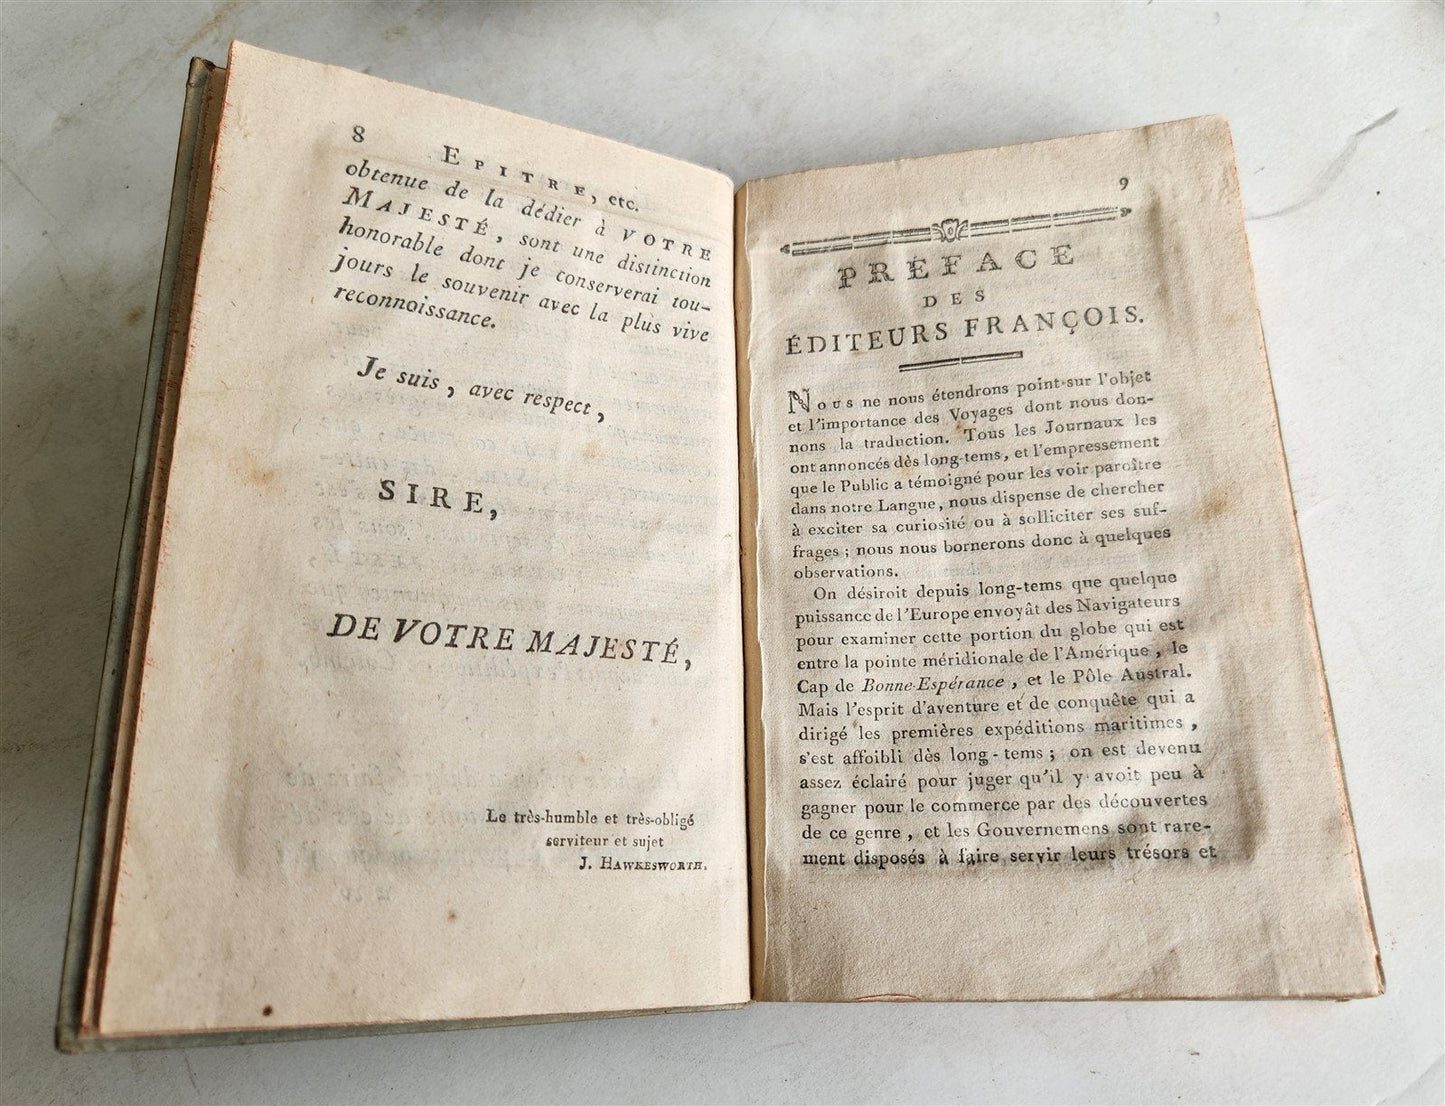 8 EPITRE, etc.
obtenue de la dédier à VOTRE
MAJESTÉ, sont une distinction
honorable dont je conserverai tou-
jours le souvenir avec la plus vive
reconnoissance.
Je suis, avec respect,
SIRE,
DE VOTRE MAJESTÉ,
Le très-humble et très-obligé
serviteur et sujet
J. HAWKESWORTH.
9
PRÉFACE
DES
ÉDITEURS FRANÇOIS.
Nous ne nous étendrons point sur l'objet
et l'importance des Voyages dont nous don-
nons la traduction. Tous les Journaux les
ont annoncés dès long-tems, et l'empressement
que le Public a témoigné pour les voir paroître
dans notre Langue, nous dispense de chercher
à exciter sa curiosité ou à solliciter ses suf-
frages ; nous nous bornerons donc à quelques
observations.
On désiroit depuis long-tems que quelque
puissance de l'Europe envoyât des Navigateurs
pour examiner cette portion du globe qui est
entre la pointe méridionale de l'Amérique, le
Cap de Bonne-Espérance, et le Pôle Austral.
Mais l'esprit d'aventure et de conquête qui a
dirigé les premières expéditions maritimes,
s'est affoibli dès long-tems ; on est devenu
assez éclairé pour juger qu'il y avoit peu à
gagner pour le commerce par des découvertes
de ce genre, et les Gouvernemens sont rare-
ment disposés à faire servir leurs trésors et